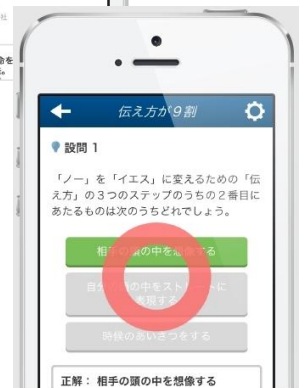 社
命を
伝え方が9割
設問 1
「ノー」を「イエス」に変えるための「伝
え方」の3つのステップのうちの2番目に
あたるものは次のうちどれでしょう。
相手の頭の中を想像する
自分の頭の中をストレートに
表現する
時候のあいさつをする
正解： 相手の頭の中を想像する